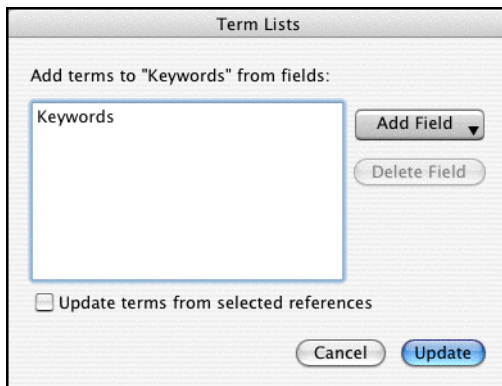 Term Lists
Add terms to "Keywords" from fields:
Keywords
Add Field
Delete Field
Update terms from selected references
Cancel
Update